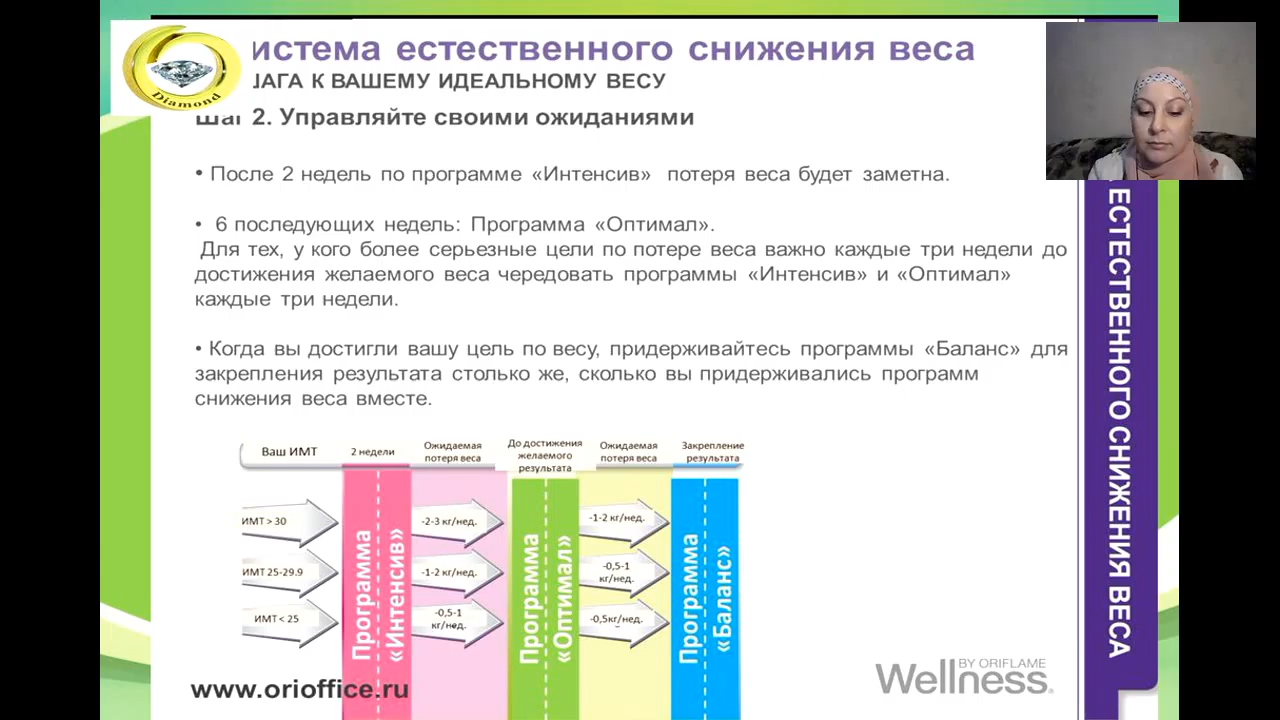 истема естественного снижения веса
ШАГА К ВАШЕМУ ИДЕАЛЬНОМУ ВЕСУ
Шаг 2. Управляйте своими ожиданиями
Diamond
• После 2 недель по программе «Интенсив» потеря веса будет заметна.
• 6 последующих недель: Программа «Оптимал».
Для тех, у кого более серьезные цели по потере веса важно каждые три недели до
достижения желаемого веса чередовать программы «Интенсив» и «Оптимал»
каждые три недели.
• Когда вы достигли вашу цель по весу, придерживайтесь программы «Баланс» для
закрепления результата столько же, сколько вы придерживались программ
снижения веса вместе.
Ваш ИМТ
2 недели
Ожидаемая
потеря веса
До достижения
желаемого
результата
Ожидаемая
потеря веса
Закрепление
результата
ИМТ > 30
-2-3 кг/нед.
-1-2 кг/нед.
ИМТ 25-29.9
-1-2 кг/нед.
-0,5-1
кг/нед.
ИМТ < 25
-0,5-1
кг/нед.
-0,5кг/нед.
Программа
«Интенсив»
Программа
«Оптимал»
Программа
«Баланс»
www.orioffice.ru
BY ORIFLAME
Wellness
ЕСТЕСТВЕННОГО СНИЖЕНИЯ ВЕСА